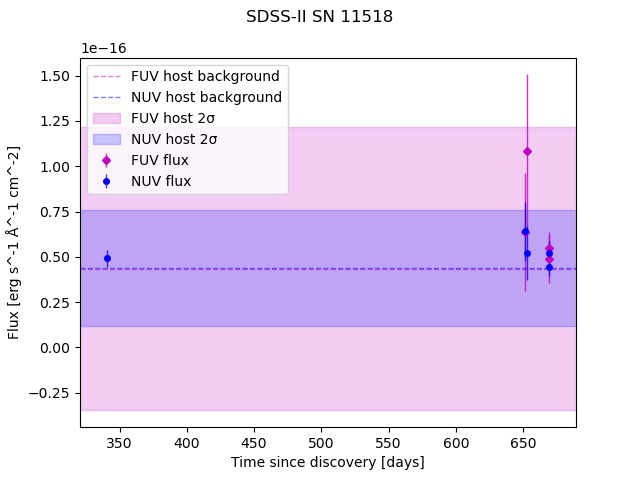 SDSS-II SN 11518
1e−16
1.50
1.25
1.00
0.75
0.50
0.25
0.00
−0.25
Flux [erg s^-1 Å^-1 cm^-2]
FUV host background
NUV host background
FUV host 2σ
NUV host 2σ
FUV flux
NUV flux
350 400 450 500 550 600 650
Time since discovery [days]